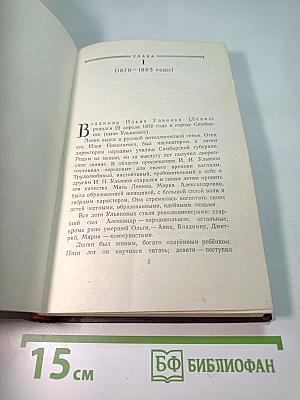 ГЛАВА
I
(1870—1893 годы)
Владимир Ильич Ульянов (Ленин)
родился 22 апреля 1870 года в городе Симбир-
ске (ныне Ульяновск).
Ленин вырос в русской интеллигентной семье. Отец
его, Илья Николаевич, был инспектором, а затем
директором народных училищ Симбирской губернии.
Родом из мещан, он за выслугу лет получил дворян-
ское звание. В области просвещения И. Н. Ульянов
отстаивал передовые для своего времени взгляды.
Трудолюбивый, настойчивый, требовательный к себе и
другим И. Н. Ульянов старался и своим детям привить
эти качества. Мать Ленина, Мария Александровна,
была образованной женщиной, с большой силой воли и
твёрдым характером. Она стремилась воспитать своих
детей честными, образованными, идейными людьми.
Все дети Ульяновых стали революционерами: стар-
ший сын Александр — народовольцем; остальные,
кроме рано умершей Ольги, — Анна, Владимир, Дмит-
рий, Мария — коммунистами.
Ленин был живым, богато одарённым ребёнком.
Пяти лет он научился читать; девяти — поступил
5
15 см
БФ БИБЛИОФАН